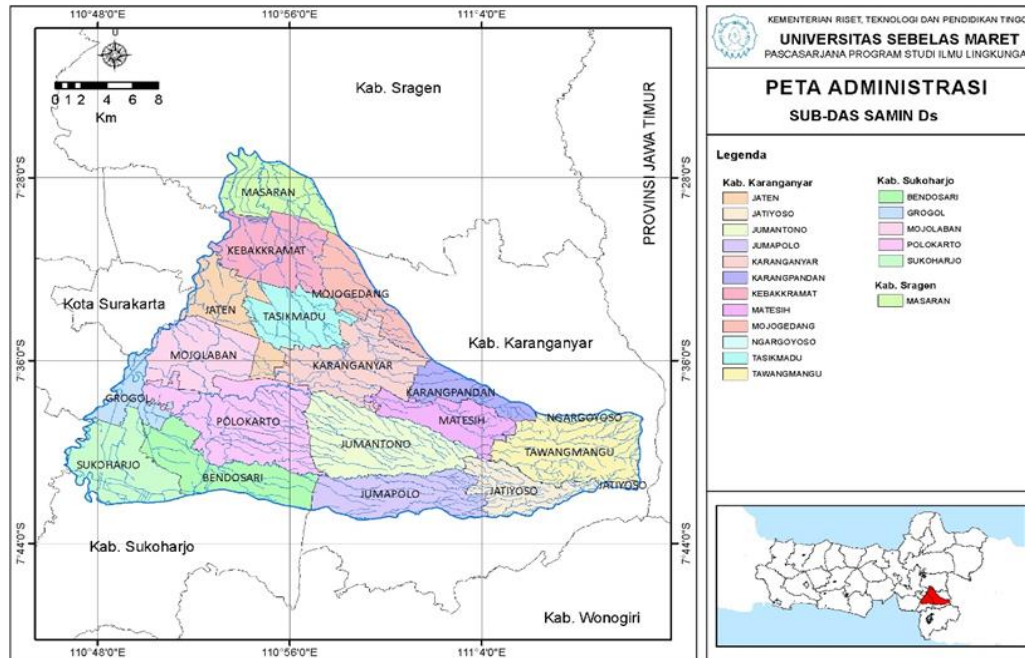 110°48'0"E 110°56'0"E 111°4'0"E
U
0 1 2 4 6 8
Km
Kab. Sragen
PROVINSI JAWA TIMUR
7°28'0"S 7°28'0"S
MASARAN
KEBAKKRAMAT
MOJOGEDANG
Kota Surakarta
JATEN
TASIKMADU
Kab. Karanganyar
7°36'0"S 7°36'0"S
MOJOLABAN
KARANGANYAR
KARANGPANDAN
GROGOL
POLOKARTO
MATESIH
NGARGOYOSO
JUMANTONO
TAWANGMANGU
SUKOHARJO
BENDOSARI
JUMAPOLO
JATIYOSO
JATIYOSO
7°44'0"S 7°44'0"S
Kab. Sukoharjo
Kab. Wonogiri
110°48'0"E 110°56'0"E 111°4'0"E
KEMENTERIAN RISET, TEKNOLOGI DAN PENDIDIKAN TINGG
UNIVERSITAS SEBELAS MARET
PASCASARJANA PROGRAM STUDI ILMU LINGKUNGA
PETA ADMINISTRASI
SUB-DAS SAMIN Ds
Legenda
Kab. Karanganyar
JATEN
JATIYOSO
JUMANTONO
JUMAPOLO
KARANGANYAR
KARANGPANDAN
KEBAKKRAMAT
MATESIH
MOJOGEDANG
NGARGOYOSO
TASIKMADU
TAWANGMANGU
Kab. Sukoharjo
BENDOSARI
GROGOL
MOJOLABAN
POLOKARTO
SUKOHARJO
Kab. Sragen
MASARAN